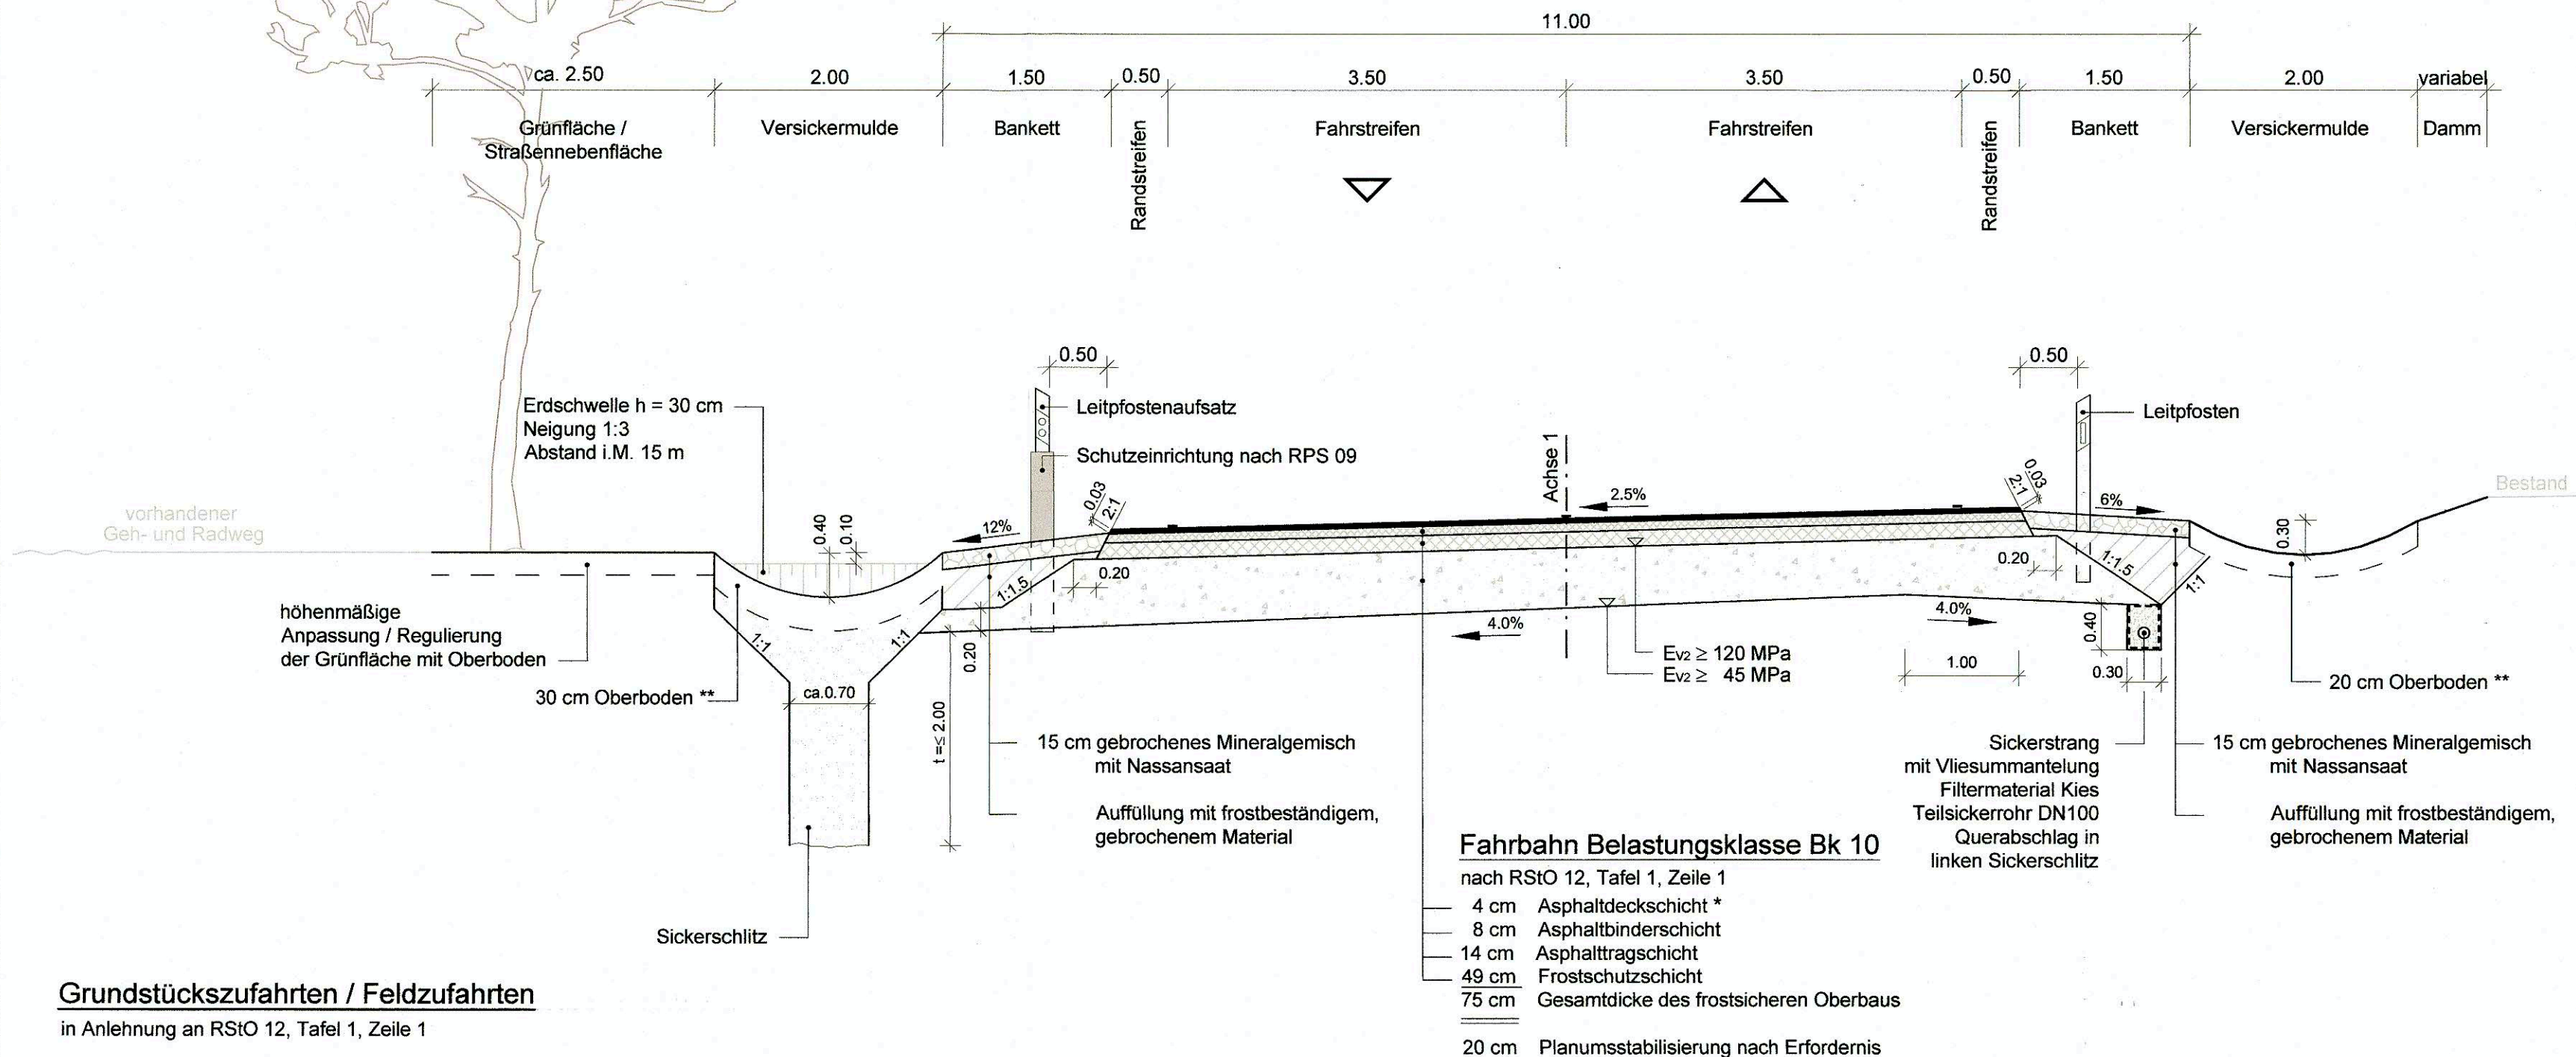 11.00
ca. 2.50
2.00
1.50
0.50
3.50
3.50
0.50
1.50
2.00
variabel
Grünfläche /
Straßennebenfläche
Versickermulde
Bankett
Randstreifen
Fahrstreifen
Fahrstreifen
Randstreifen
Bankett
Versickermulde
Damm
0.50
0.50
Erdschwelle h = 30 cm
Neigung 1:3
Abstand i.M. 15 m
Leitpfostenaufsatz
Schutzeinrichtung nach RPS 09
Achse 1
Leitpfosten
Bestand
vorhandener
Geh- und Radweg
0.40
0.10
12%
0.03
2:1
2.5%
2:1
0.03
6%
0.30
1:1.5
0.20
0.20
1:1.5
1:1
höhenmäßige
Anpassung / Regulierung
der Grünfläche mit Oberboden
1:1
1:1
0.20
4.0%
4.0%
0.40
Ev2 ≥ 120 MPa
Ev2 ≥ 45 MPa
1.00
0.30
30 cm Oberboden **
ca.0.70
20 cm Oberboden **
t =≤ 2.00
15 cm gebrochenes Mineralgemisch
mit Nassansaat
Auffüllung mit frostbeständigem,
gebrochenem Material
Sickerstrang
mit Vliesummantelung
Filtermaterial Kies
Teilsickerrohr DN100
Querabschlag in
linken Sickerschlitz
15 cm gebrochenes Mineralgemisch
mit Nassansaat
Auffüllung mit frostbeständigem,
gebrochenem Material
Fahrbahn Belastungsklasse Bk 10
nach RStO 12, Tafel 1, Zeile 1
4 cm Asphaltdeckschicht *
8 cm Asphaltbinderschicht
14 cm Asphalttragschicht
49 cm Frostschutzschicht
75 cm Gesamtdicke des frostsicheren Oberbaus
20 cm Planumsstabilisierung nach Erfordernis
Sickerschlitz
Grundstückszufahrten / Feldzufahrten
in Anlehnung an RStO 12, Tafel 1, Zeile 1